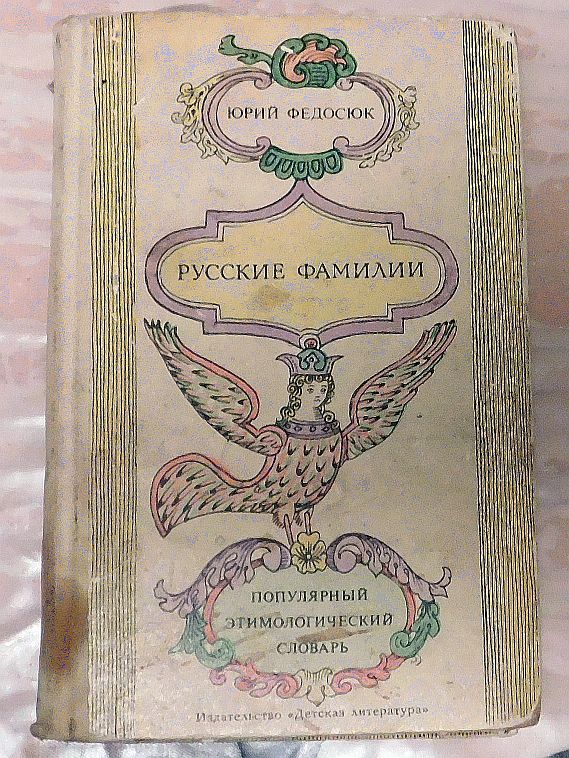 ЮРИЙ ФЕДОСЮК
РУССКИЕ ФАМИЛИИ
ПОПУЛЯРНЫЙ
ЭТИМОЛОГИЧЕСКИЙ
СЛОВАРЬ
Издательство «Детская литература»